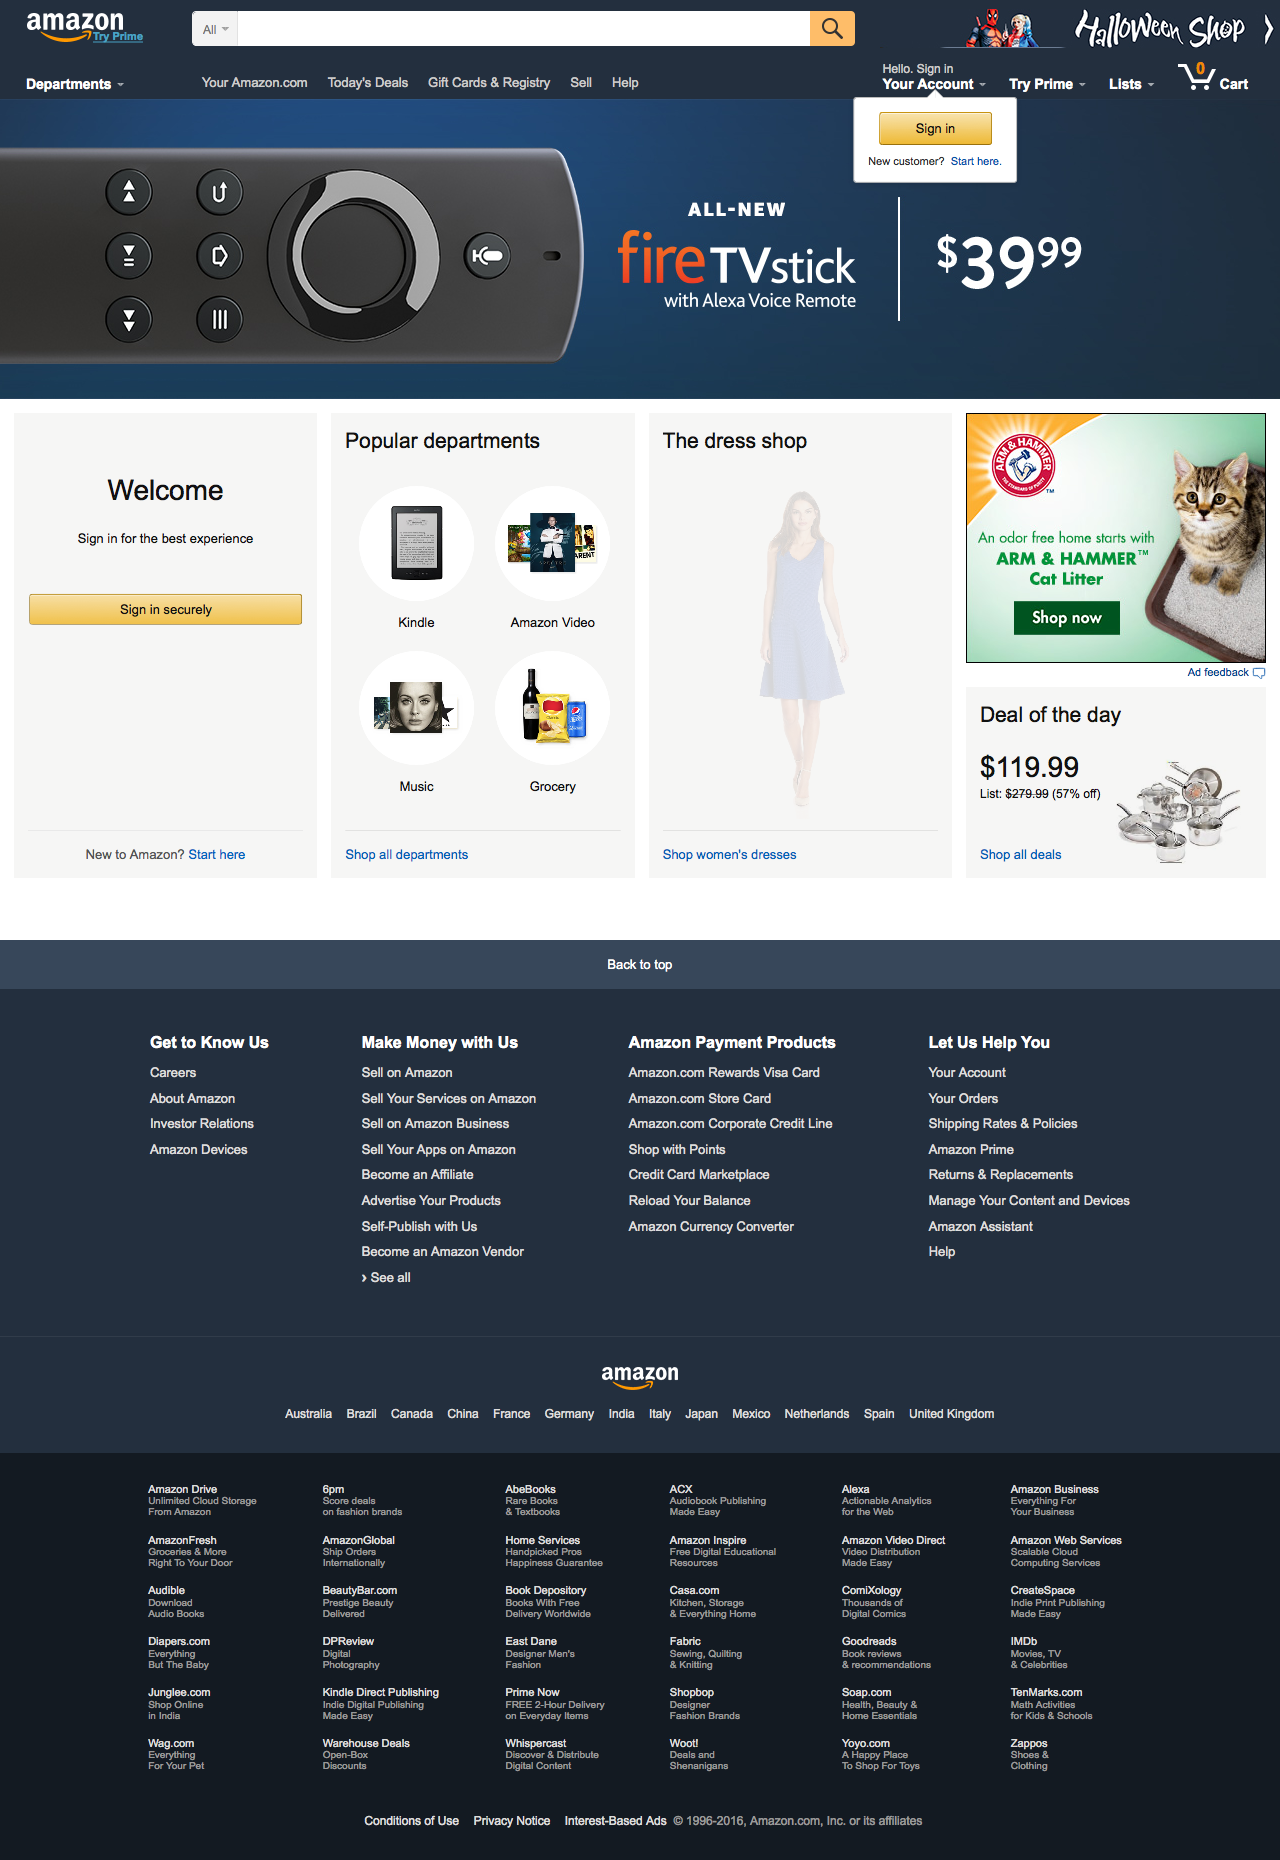 amazon
Try Prime
All
Halloween Shop
Departments
Your Amazon.com
Today's Deals
Gift Cards & Registry
Sell
Help
Hello. Sign in
Your Account
Try Prime
Lists
0
Cart
Sign in
New customer? Start here.
ALL-NEW
fireTVstick
with Alexa Voice Remote
$39.99
Welcome
Sign in for the best experience
Sign in securely
New to Amazon? Start here
Popular departments
Kindle
Amazon Video
Music
Grocery
Shop all departments
The dress shop
Shop women's dresses
ARM & HAMMER
THE STANDARD OF PURITY
TM
An odor free home starts with
ARM & HAMMER™
Cat Litter
Shop now
Ad feedback
Deal of the day
$119.99
List: $279.99 (57% off)
Shop all deals
Back to top
Get to Know Us
Careers
About Amazon
Investor Relations
Amazon Devices
Make Money with Us
Sell on Amazon
Sell Your Services on Amazon
Sell on Amazon Business
Sell Your Apps on Amazon
Become an Affiliate
Advertise Your Products
Self-Publish with Us
Become an Amazon Vendor
› See all
Amazon Payment Products
Amazon.com Rewards Visa Card
Amazon.com Store Card
Amazon.com Corporate Credit Line
Shop with Points
Credit Card Marketplace
Reload Your Balance
Amazon Currency Converter
Let Us Help You
Your Account
Your Orders
Shipping Rates & Policies
Amazon Prime
Returns & Replacements
Manage Your Content and Devices
Amazon Assistant
Help
amazon
Australia Brazil Canada China France Germany India Italy Japan Mexico Netherlands Spain United Kingdom
Amazon Drive
Unlimited Cloud Storage
From Amazon
6pm
Score deals
on fashion brands
AbeBooks
Rare Books
& Textbooks
ACX
Audiobook Publishing
Made Easy
Alexa
Actionable Analytics
for the Web
Amazon Business
Everything For
Your Business
AmazonFresh
Groceries & More
Right To Your Door
AmazonGlobal
Ship Orders
Internationally
Home Services
Handpicked Pros
Happiness Guarantee
Amazon Inspire
Free Digital Educational
Resources
Amazon Video Direct
Video Distribution
Made Easy
Amazon Web Services
Scalable Cloud
Computing Services
Audible
Download
Audio Books
BeautyBar.com
Prestige Beauty
Delivered
Book Depository
Books With Free
Delivery Worldwide
Casa.com
Kitchen, Storage
& Everything Home
ComiXology
Thousands of
Digital Comics
CreateSpace
Indie Print Publishing
Made Easy
Diapers.com
Everything
But The Baby
DPReview
Digital
Photography
East Dane
Designer Men's
Fashion
Fabric
Sewing, Quilting
& Knitting
Goodreads
Book reviews
& recommendations
IMDb
Movies, TV
& Celebrities
Junglee.com
Shop Online
in India
Kindle Direct Publishing
Indie Digital Publishing
Made Easy
Prime Now
FREE 2-Hour Delivery
on Everyday Items
Shopbop
Designer
Fashion Brands
Soap.com
Health, Beauty &
Home Essentials
TenMarks.com
Math Activities
for Kids & Schools
Wag.com
Everything
For Your Pet
Warehouse Deals
Open-Box
Discounts
Whispercast
Discover & Distribute
Digital Content
Woot!
Deals and
Shenanigans
Yoyo.com
A Happy Place
To Shop For Toys
Zappos
Shoes &
Clothing
Conditions of Use Privacy Notice Interest-Based Ads © 1996-2016, Amazon.com, Inc. or its affiliates